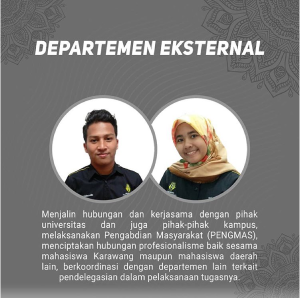 DEPARTEMEN EKSTERNAL
Menjalin hubungan dan kerjasama dengan pihak
universitas dan juga pihak-pihak kampus,
melaksanakan Pengabdian Masyarakat (PENGMAS),
menciptakan hubungan profesionalisme baik sesama
mahasiswa Karawang maupun mahasiswa daerah
lain, berkoordinasi dengan departemen lain terkait
pendelegasian dalam pelaksanaan tugasnya.